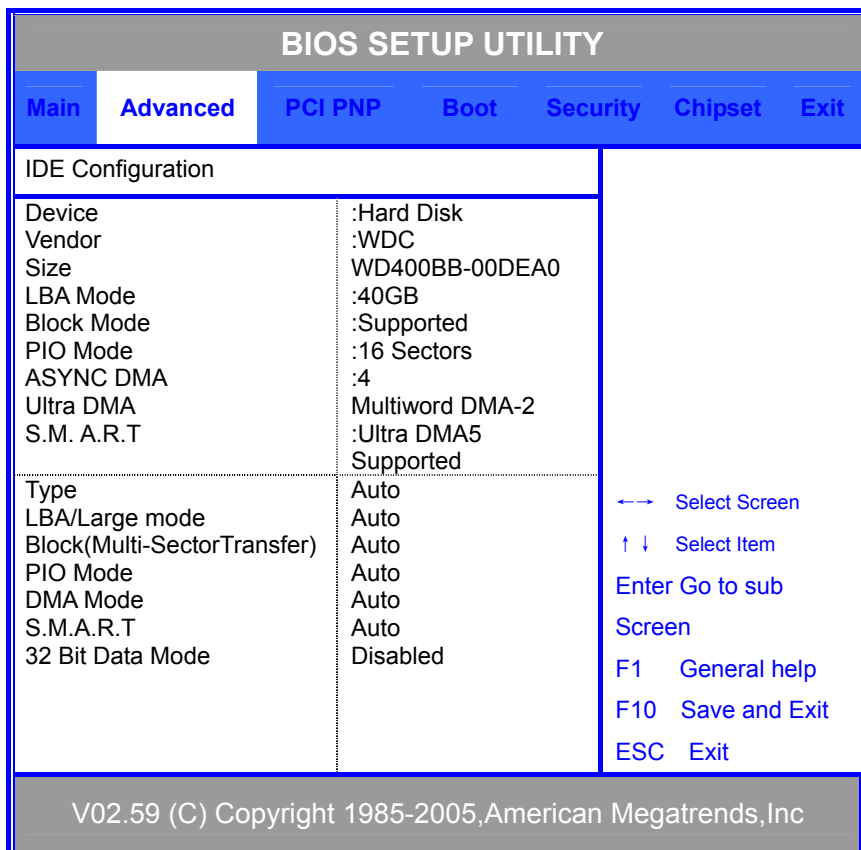 BIOS SETUP UTILITY
Main Advanced PCI PNP Boot Security Chipset Exit
IDE Configuration
Device :Hard Disk
Vendor :WDC
Size WD400BB-00DEA0
LBA Mode :40GB
Block Mode :Supported
PIO Mode :16 Sectors
ASYNC DMA :4
Ultra DMA Multiword DMA-2
S.M. A.R.T :Ultra DMA5
Supported
Type Auto
LBA/Large mode Auto
Block(Multi-SectorTransfer) Auto
PIO Mode Auto
DMA Mode Auto
S.M.A.R.T Auto
32 Bit Data Mode Disabled
←→ Select Screen
↑↓ Select Item
Enter Go to sub
Screen
F1 General help
F10 Save and Exit
ESC Exit
V02.59 (C) Copyright 1985-2005,American Megatrends,Inc